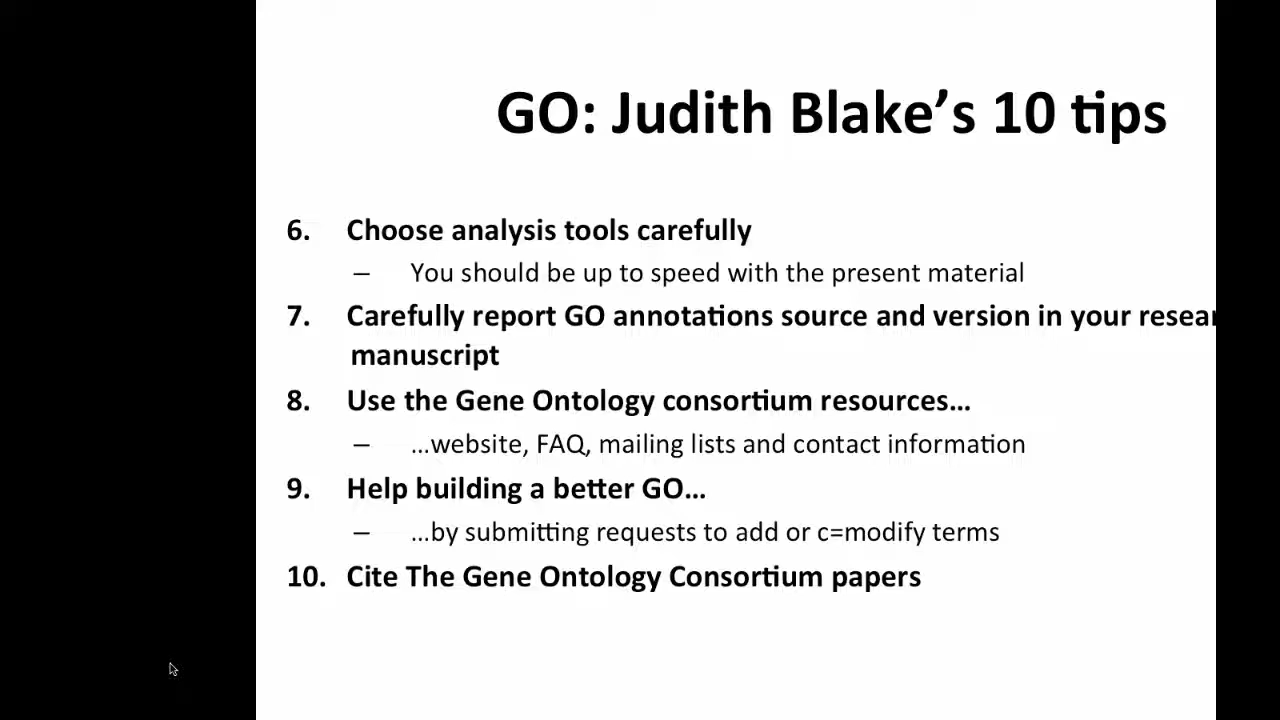 GO: Judith Blake’s 10 tips
6. Choose analysis tools carefully
– You should be up to speed with the present material
7. Carefully report GO annotations source and version in your
manuscript
8. Use the Gene Ontology consortium resources…
– …website, FAQ, mailing lists and contact information
9. Help building a better GO…
– …by submitting requests to add or c=modify terms
10. Cite The Gene Ontology Consortium papers